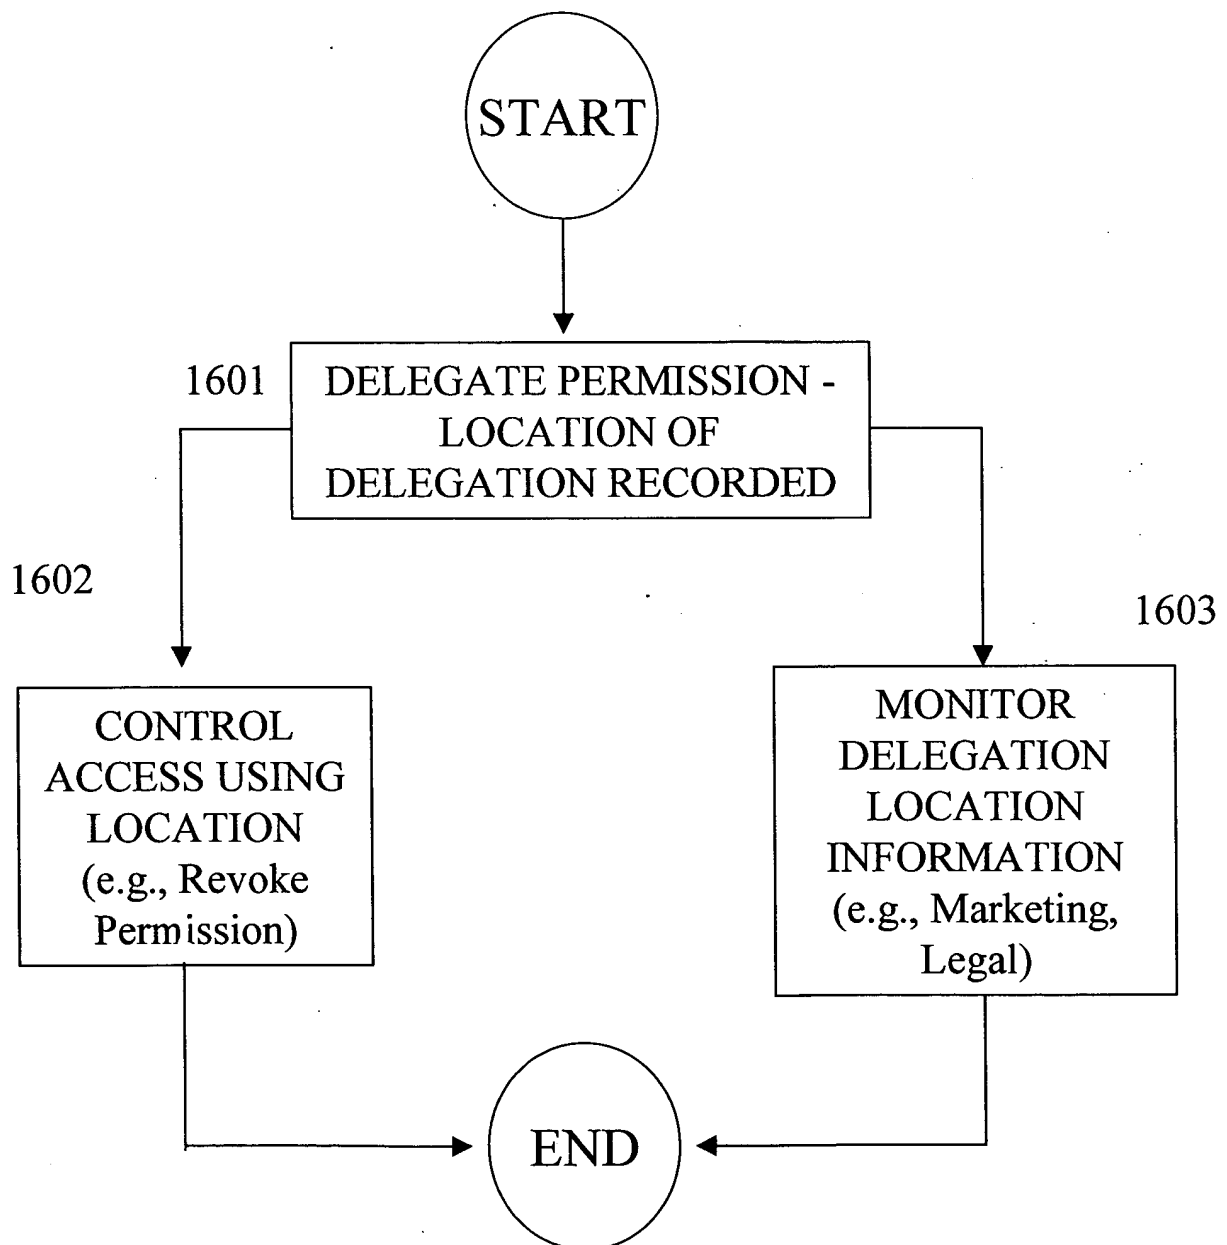 START
1601
DELEGATE PERMISSION -
LOCATION OF
DELEGATION RECORDED
1602
1603
CONTROL
ACCESS USING
LOCATION
(e.g., Revoke
Permission)
MONITOR
DELEGATION
LOCATION
INFORMATION
(e.g., Marketing,
Legal)
END